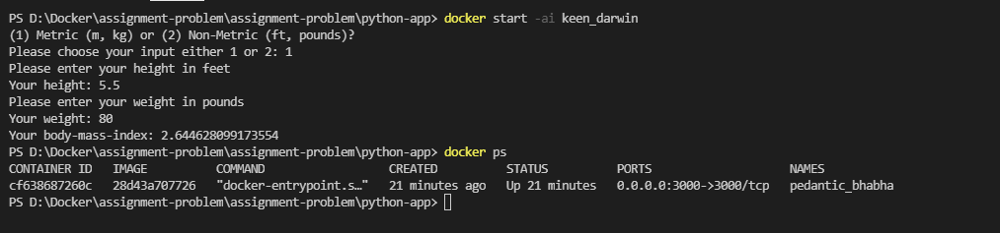 PS D:\Docker\assignment-problem\assignment-problem\python-app> docker start -ai keen_darwin
(1) Metric (m, kg) or (2) Non-Metric (ft, pounds)?
Please choose your input either 1 or 2: 1
Please enter your height in feet
Your height: 5.5
Please enter your weight in pounds
Your weight: 80
Your body-mass-index: 2.644628099173554
PS D:\Docker\assignment-problem\assignment-problem\python-app> docker ps
CONTAINER ID   IMAGE          COMMAND                  CREATED          STATUS          PORTS                    NAMES
cf638687260c   28d43a707726   "docker-entrypoint.s…"   21 minutes ago   Up 21 minutes   0.0.0.0:3000->3000/tcp   pedantic_bhabha
PS D:\Docker\assignment-problem\assignment-problem\python-app>